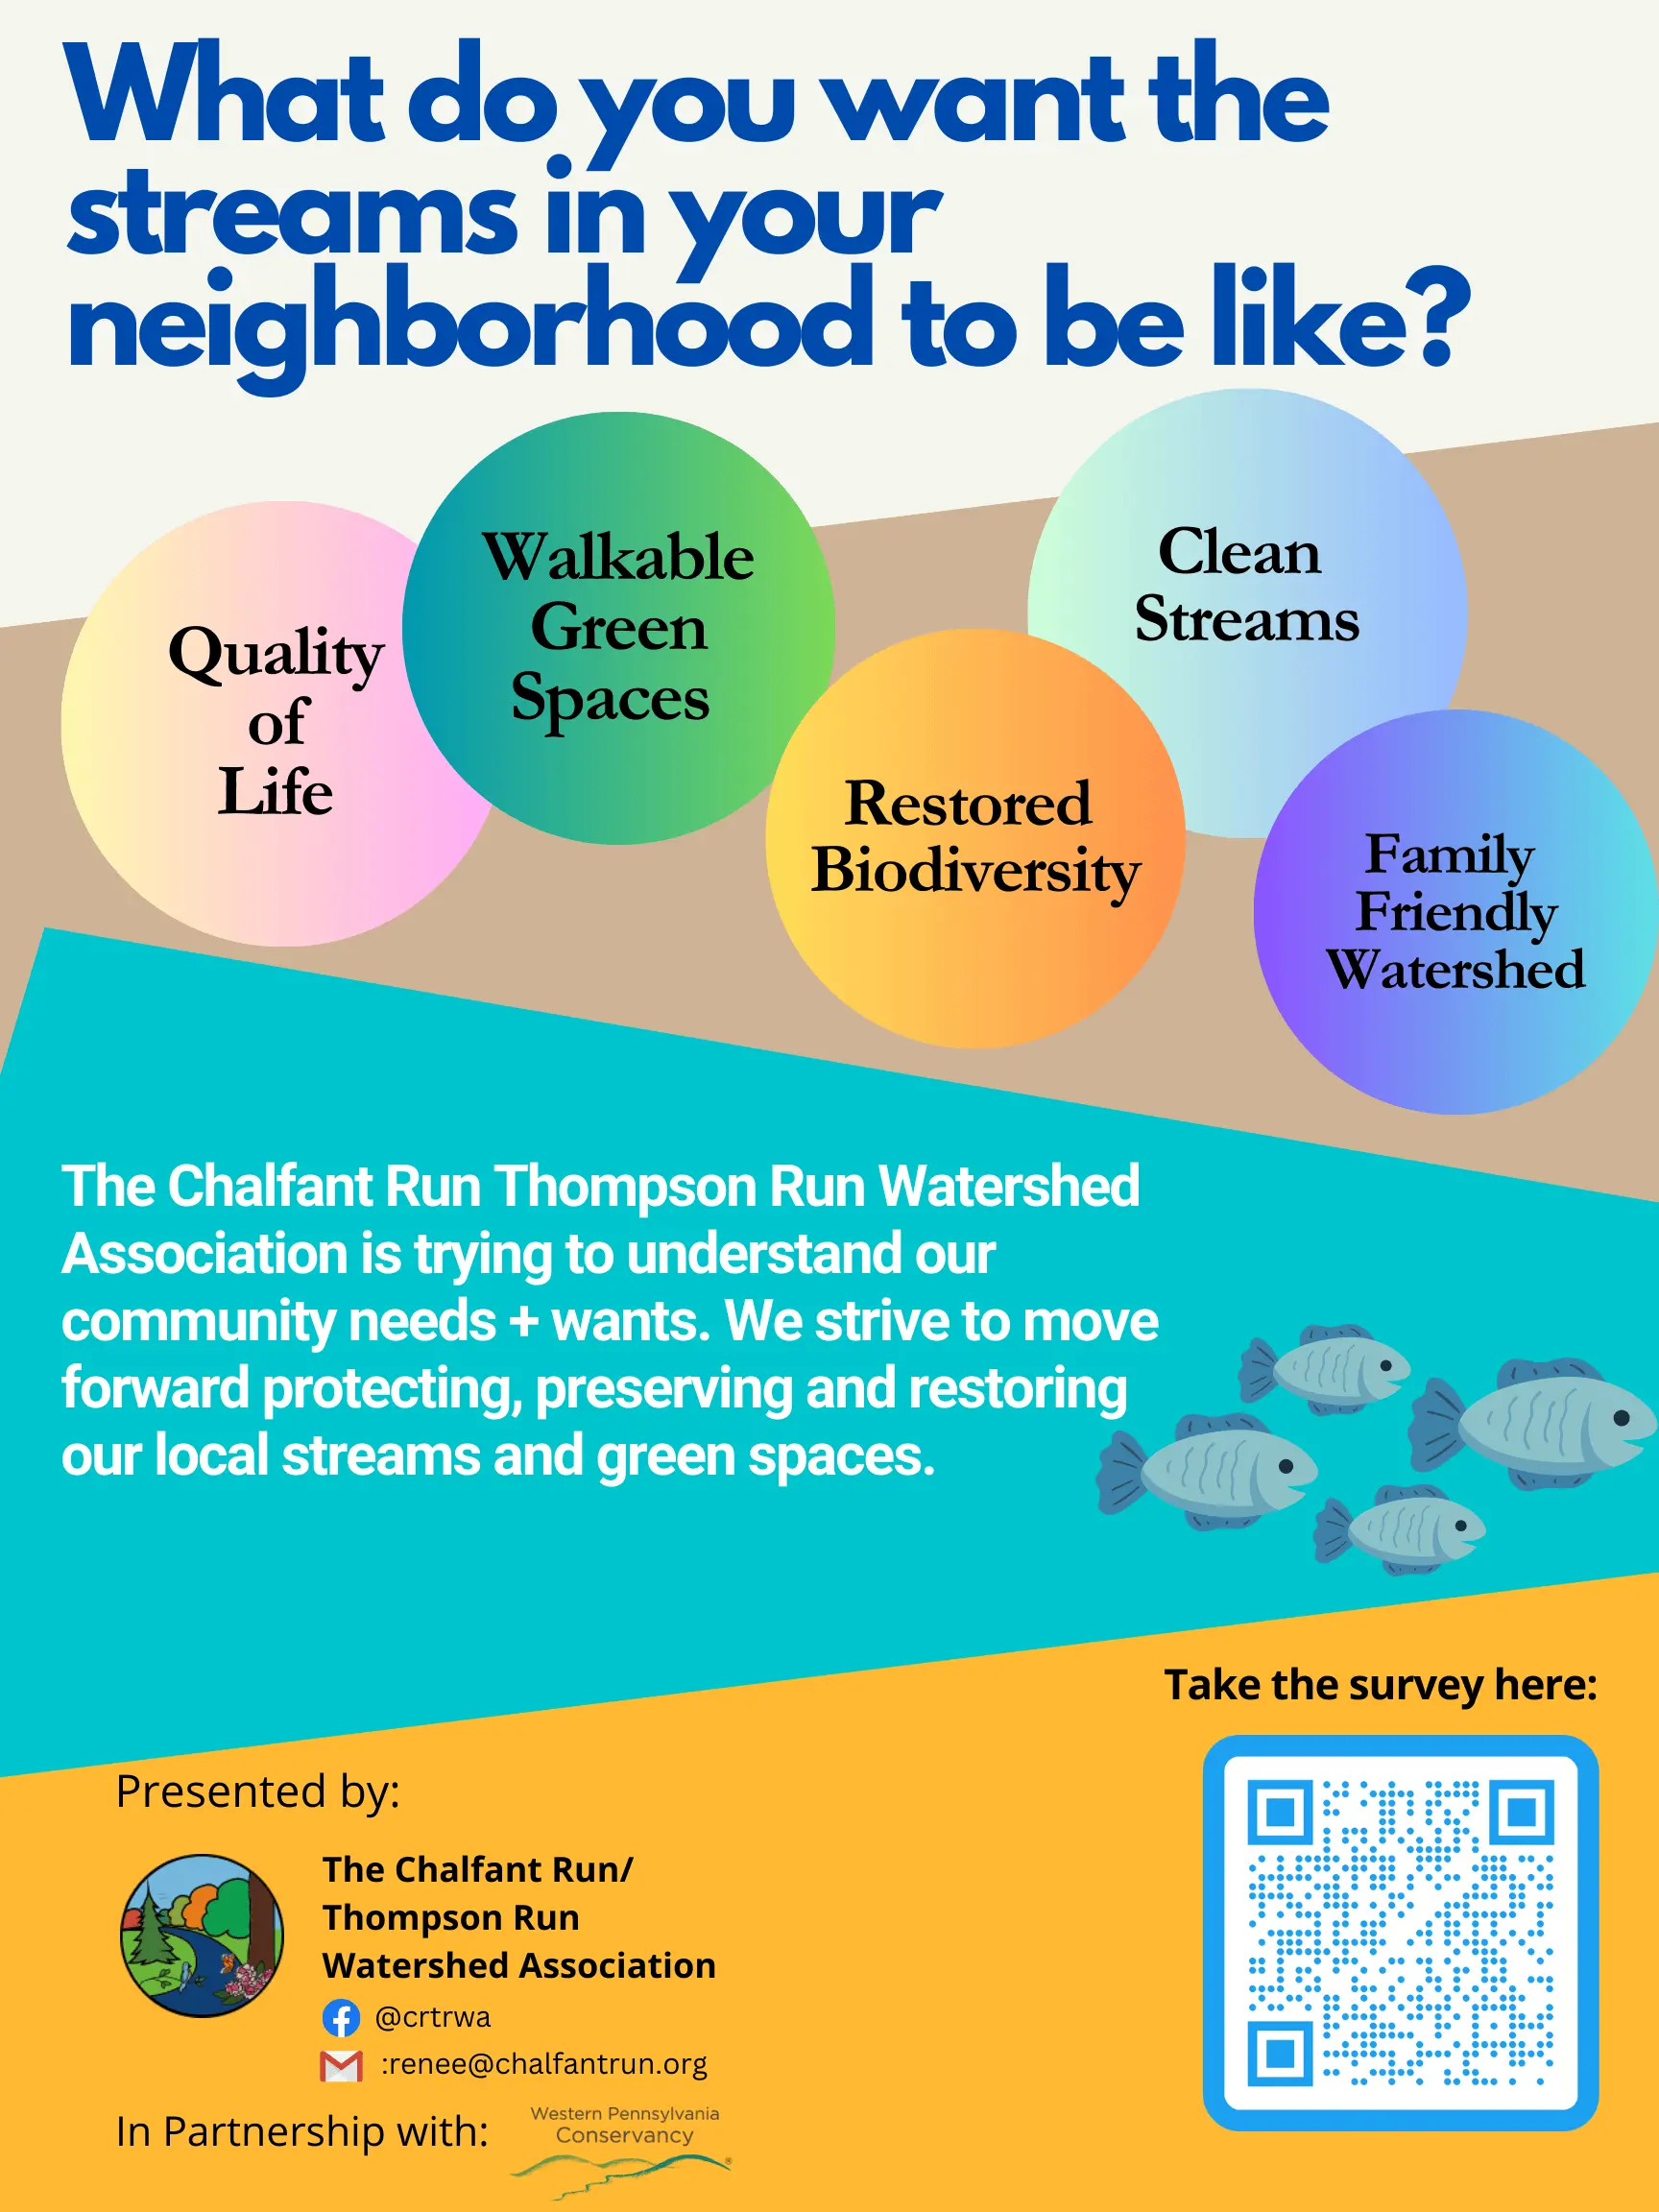 What do you want the
streams in your
neighborhood to be like?
Quality
of
Life
Walkable
Green
Spaces
Restored
Biodiversity
Clean
Streams
Family
Friendly
Watershed
The Chalfant Run Thompson Run Watershed
Association is trying to understand our
community needs + wants. We strive to move
forward protecting, preserving and restoring
our local streams and green spaces.
Take the survey here:
Presented by:
The Chalfant Run/
Thompson Run
Watershed Association
@crtrwa
:renee@chalfantrun.org
In Partnership with:
Western Pennsylvania
Conservancy